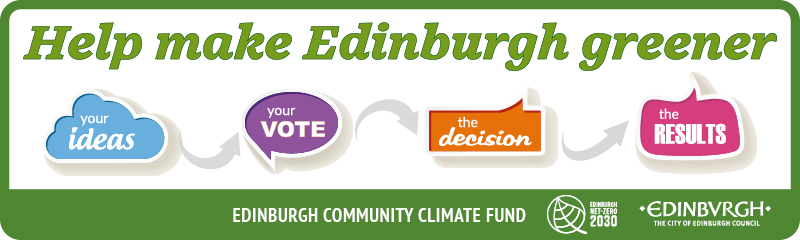 Help make Edinburgh greener
your
ideas
your
VOTE
the
decision
the
RESULTS
EDINBURGH COMMUNITY CLIMATE FUND
EDINBURGH
NET-ZERO
2030
•EDINBVRGH•
THE CITY OF EDINBURGH COUNCIL